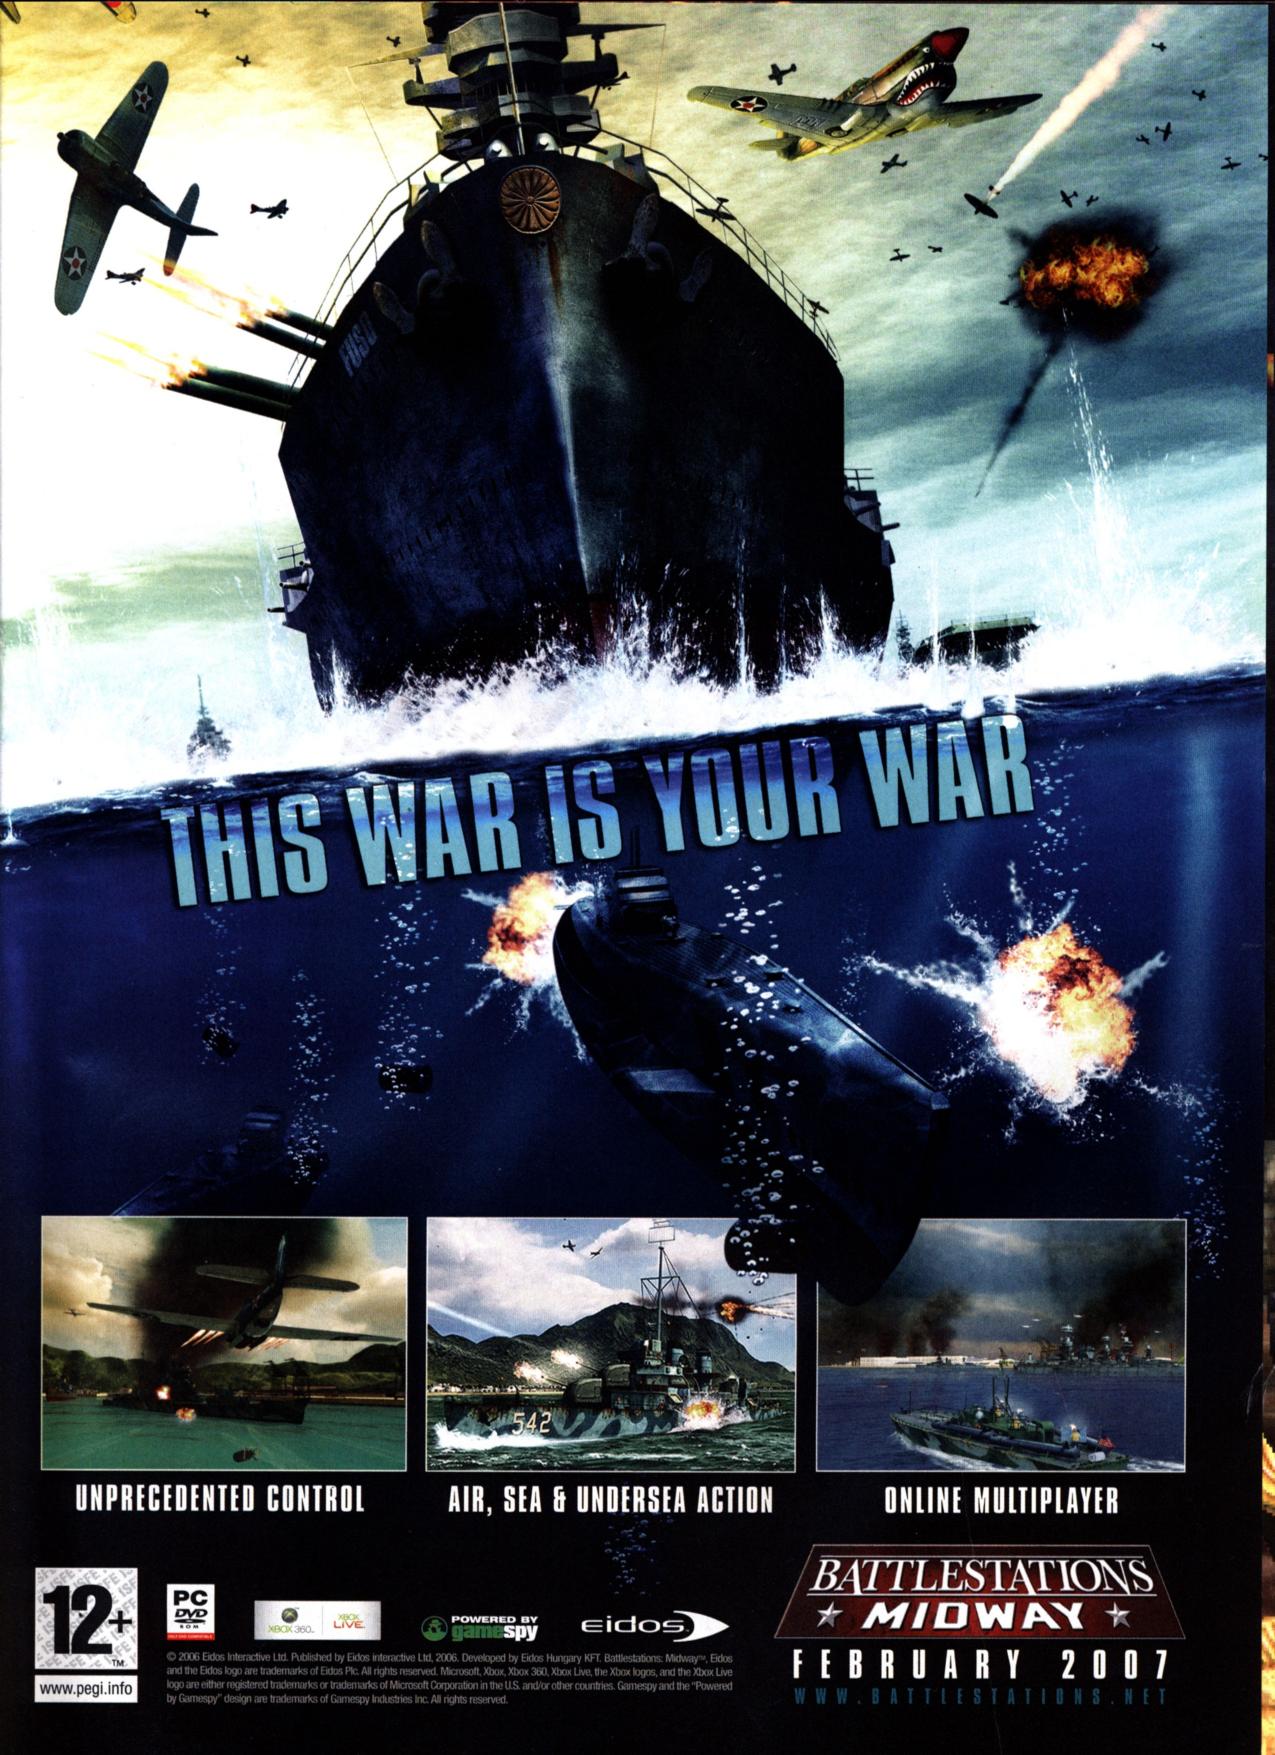 FUSO
THIS WAR IS YOUR WAR
542
UNPRECEDENTED CONTROL
AIR, SEA & UNDERSEA ACTION
ONLINE MULTIPLAYER
12+
TM
www.pegi.info
PC
DVD
ROM
XBOX 360
XBOX
LIVE
POWERED BY
gamespy
eidos
BATTLESTATIONS
MIDWAY
FEBRUARY 2007
WWW.BATTLESTATIONS.NET
© 2006 Eidos Interactive Ltd. Published by Eidos interactive Ltd, 2006. Developed by Eidos Hungary KFT. Battlestations: Midway™, Eidos
and the Eidos logo are trademarks of Eidos Plc. All rights reserved. Microsoft, Xbox, Xbox 360, Xbox Live, the Xbox logos, and the Xbox Live
logo are either registered trademarks or trademarks of Microsoft Corporation in the U.S. and/or other countries. Gamespy and the "Powered
by Gamespy" design are trademarks of Gamespy Industries Inc. All rights reserved.